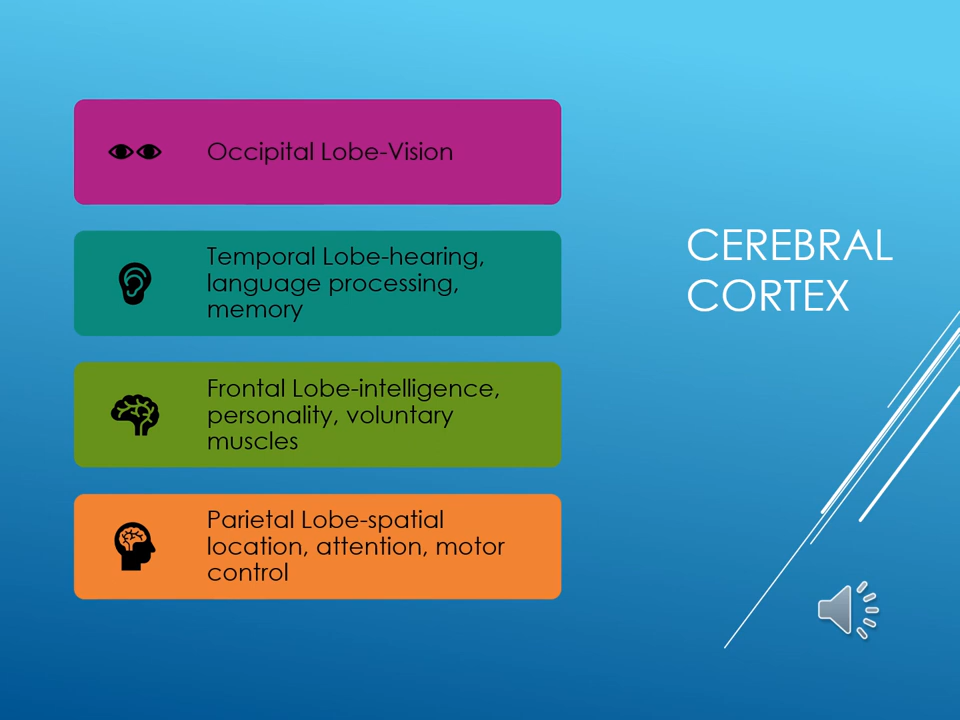 Occipital Lobe-Vision
Temporal Lobe-hearing,
language processing,
memory
Frontal Lobe-intelligence,
personality, voluntary
muscles
Parietal Lobe-spatial
location, attention, motor
control
CEREBRAL
CORTEX